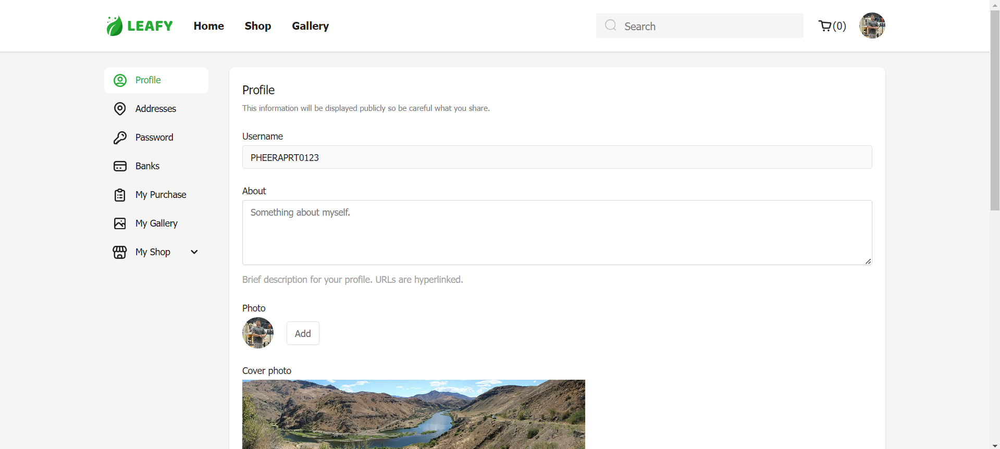 LEAFY Home Shop Gallery Search (0)
Profile
Addresses
Password
Banks
My Purchase
My Gallery
My Shop
Profile
This information will be displayed publicly so be careful what you share.
Username
PHEERAPRT0123
About
Something about myself.
Brief description for your profile. URLs are hyperlinked.
Photo
Add
Cover photo